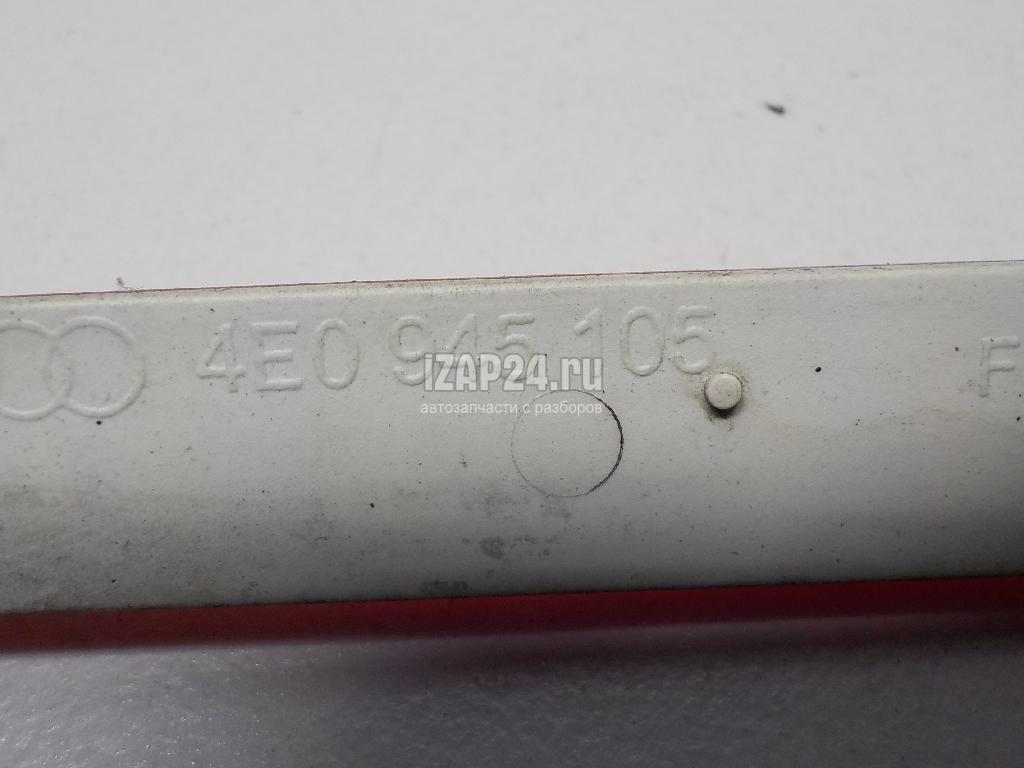 4E0 945 105 F
iZAP24.ru
автозапчасти с разборов